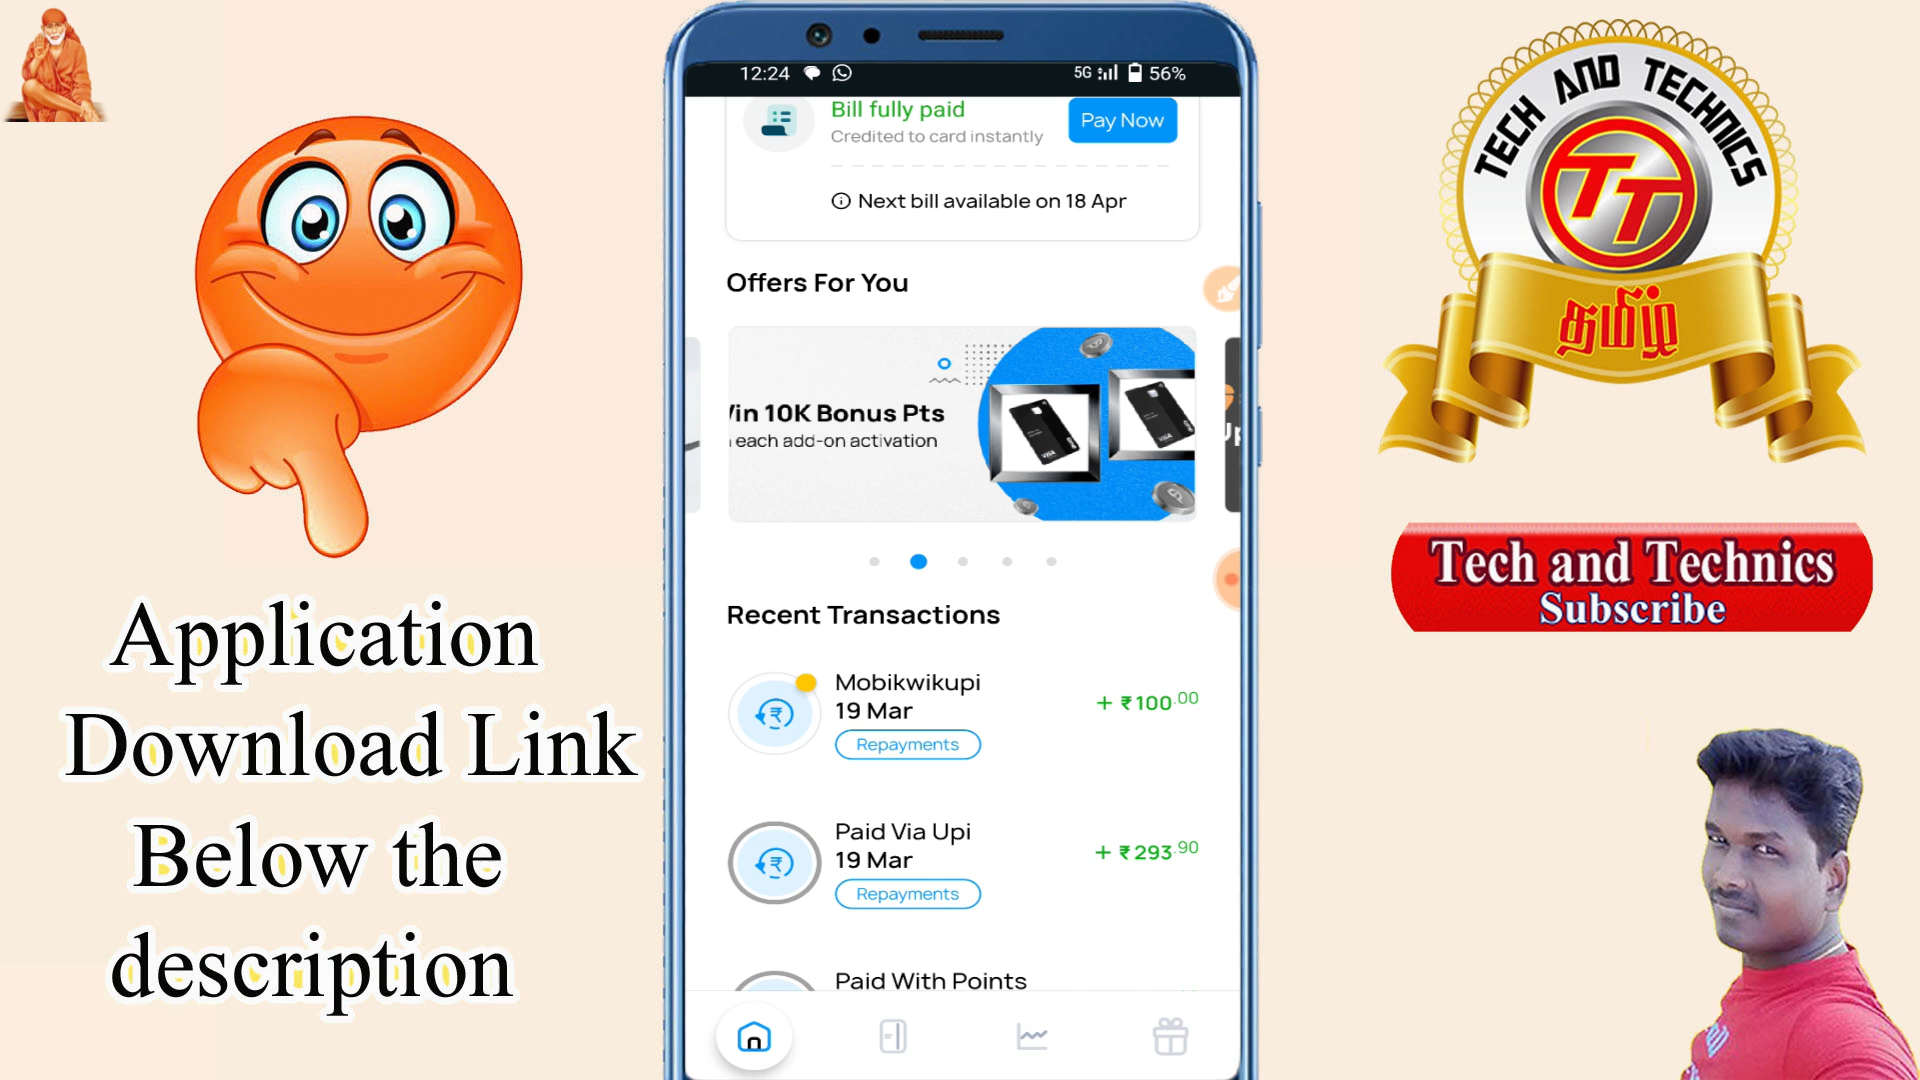 12:24
5G 56%
Bill fully paid
Credited to card instantly
Pay Now
Next bill available on 18 Apr
Offers For You
in 10K Bonus Pts
each add-on activation
VISA
VISA
Recent Transactions
Mobikwikupi
19 Mar
+ ₹100.00
Repayments
Paid Via Upi
19 Mar
+ ₹293.90
Repayments
Paid With Points
Application
Download Link
Below the
description
TECH AND TECHNICS
TT
தமிழ்
Tech and Technics
Subscribe